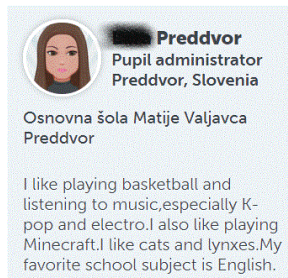 Preddvor
Pupil administrator
Preddvor, Slovenia
Osnovna šola Matije Valjavca
Preddvor
I like playing basketball and
listening to music,especially K-
pop and electro.I also like playing
Minecraft.I like cats and lynxes.My
favorite school subject is English.